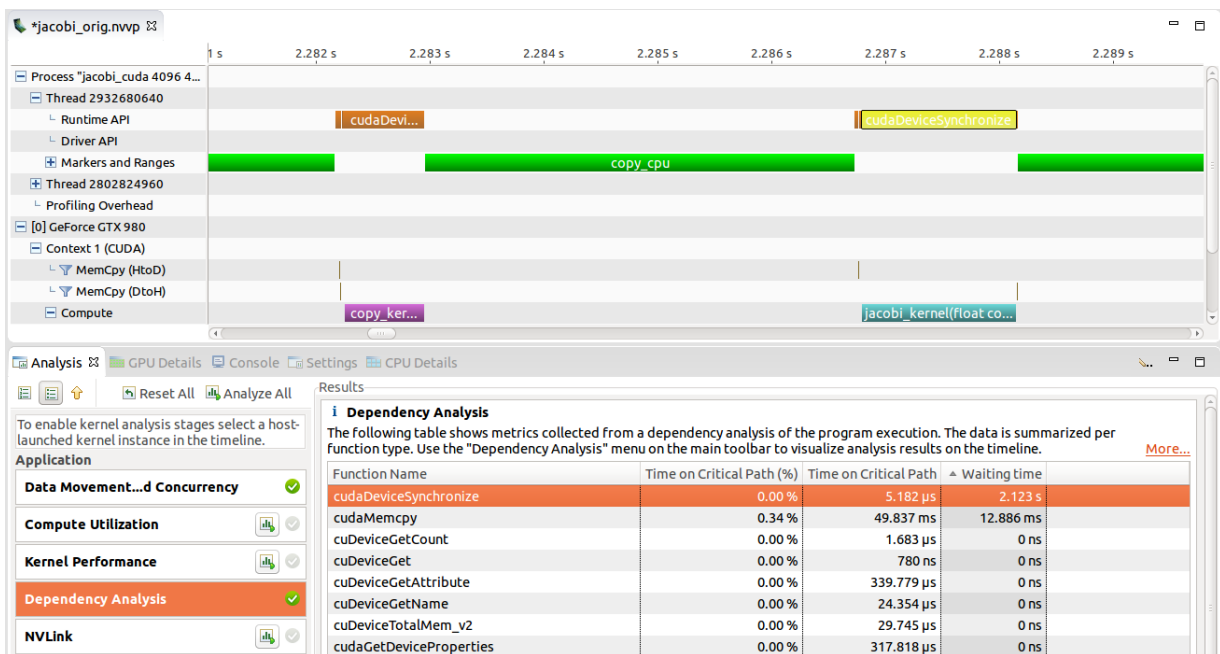 *jacobi_orig.nvvp
1 s 2.282 s 2.283 s 2.284 s 2.285 s 2.286 s 2.287 s 2.288 s 2.289 s
Process "jacobi_cuda 4096 4...
Thread 2932680640
Runtime API cudaDevi... cudaDeviceSynchronize
Driver API
Markers and Ranges copy_cpu
Thread 2802824960
Profiling Overhead
[0] GeForce GTX 980
Context 1 (CUDA)
MemCpy (HtoD)
MemCpy (DtoH)
Compute copy_ker... jacobi_kernel(float co...
Analysis GPU Details Console Settings CPU Details
Reset All Analyze All
To enable kernel analysis stages select a host-
launched kernel instance in the timeline.
Application
Data Movement...d Concurrency
Compute Utilization
Kernel Performance
Dependency Analysis
NVLink
Results
i Dependency Analysis
The following table shows metrics collected from a dependency analysis of the program execution. The data is summarized per
function type. Use the "Dependency Analysis" menu on the main toolbar to visualize analysis results on the timeline. More...
Function Name Time on Critical Path (%) Time on Critical Path Waiting time
cudaDeviceSynchronize 0.00 % 5.182 µs 2.123 s
cudaMemcpy 0.34 % 49.837 ms 12.886 ms
cuDeviceGetCount 0.00 % 1.683 µs 0 ns
cuDeviceGet 0.00 % 780 ns 0 ns
cuDeviceGetAttribute 0.00 % 339.779 µs 0 ns
cuDeviceGetName 0.00 % 24.354 µs 0 ns
cuDeviceTotalMem_v2 0.00 % 29.745 µs 0 ns
cudaGetDeviceProperties 0.00 % 317.818 µs 0 ns